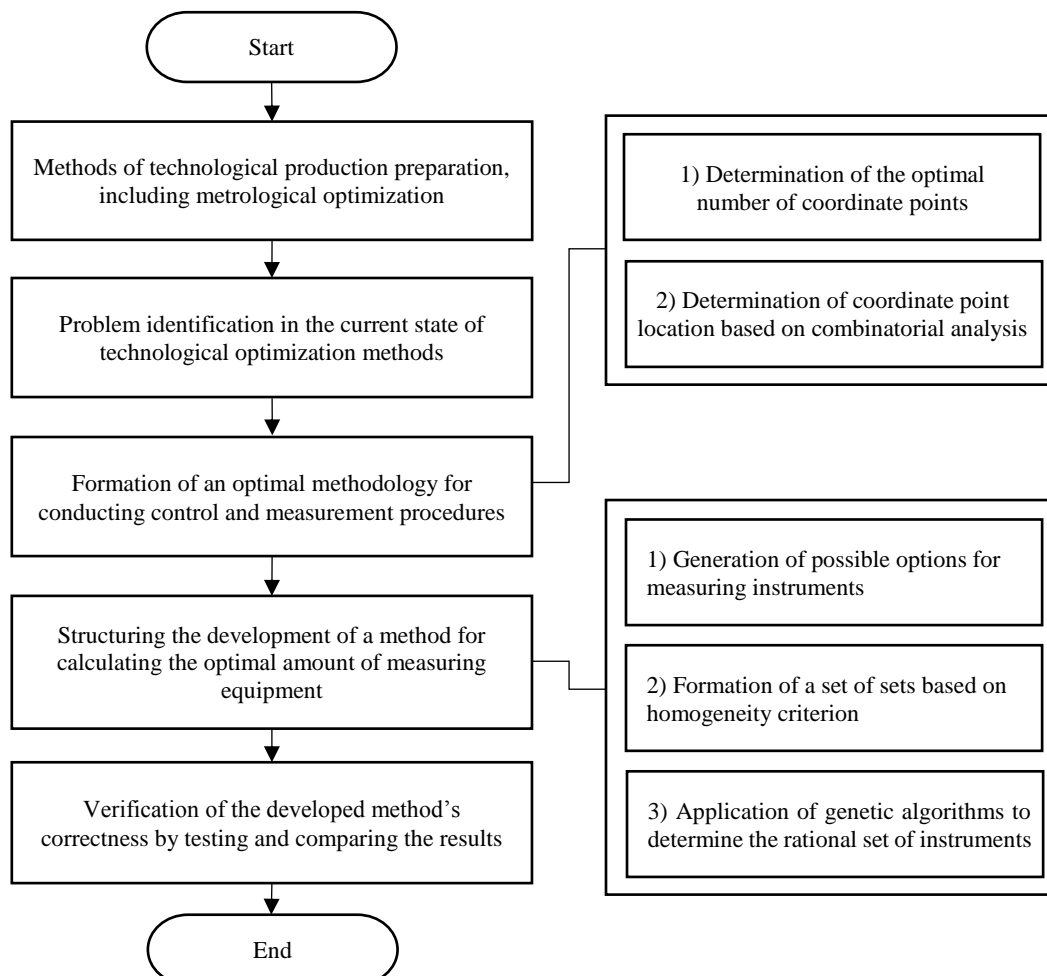 Start
Methods of technological production preparation,
including metrological optimization
Problem identification in the current state of
technological optimization methods
Formation of an optimal methodology for
conducting control and measurement procedures
Structuring the development of a method for
calculating the optimal amount of measuring
equipment
Verification of the developed method’s
correctness by testing and comparing the results
End
1) Determination of the optimal
number of coordinate points
2) Determination of coordinate point
location based on combinatorial analysis
1) Generation of possible options for
measuring instruments
2) Formation of a set of sets based on
homogeneity criterion
3) Application of genetic algorithms to
determine the rational set of instruments